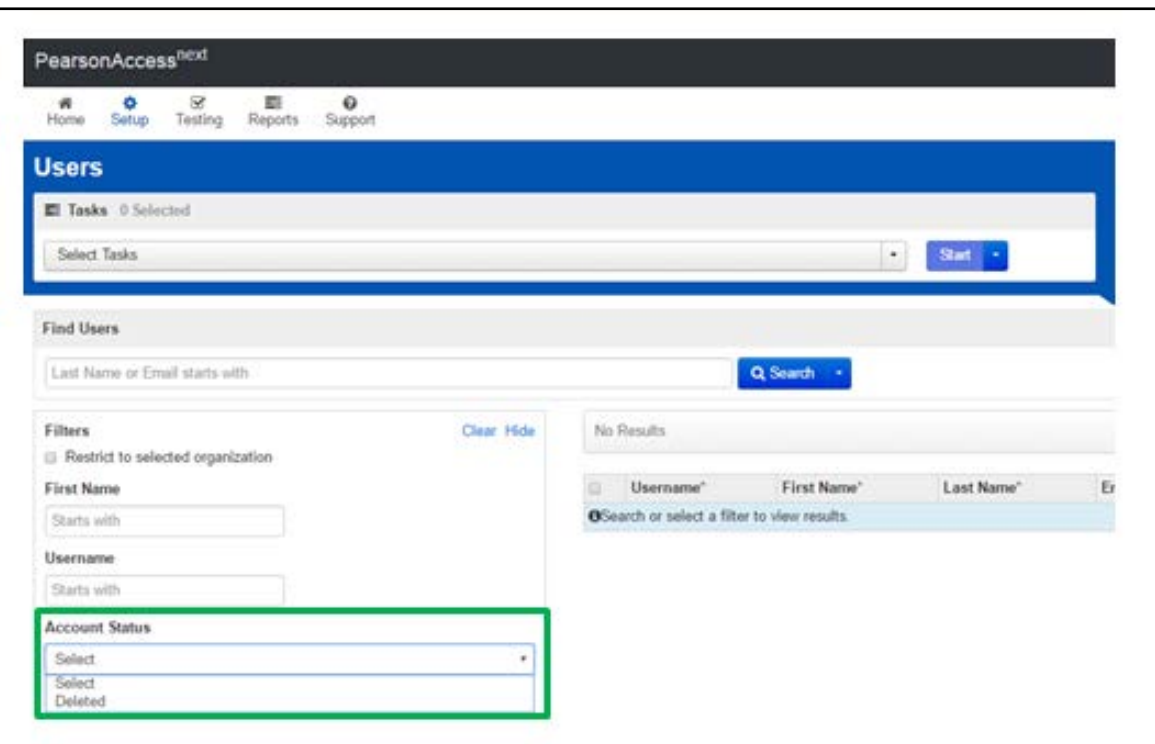 PearsonAccessnext
Home Setup Testing Reports Support
Users
Tasks 0 Selected
Select Tasks
Start
Find Users
Last Name or Email starts with
Search
Filters Clear Hide
Restrict to selected organization
First Name
Starts with
Username
Starts with
Account Status
Select
Select
Deleted
No Results
Username* First Name* Last Name*
Search or select a filter to view results.